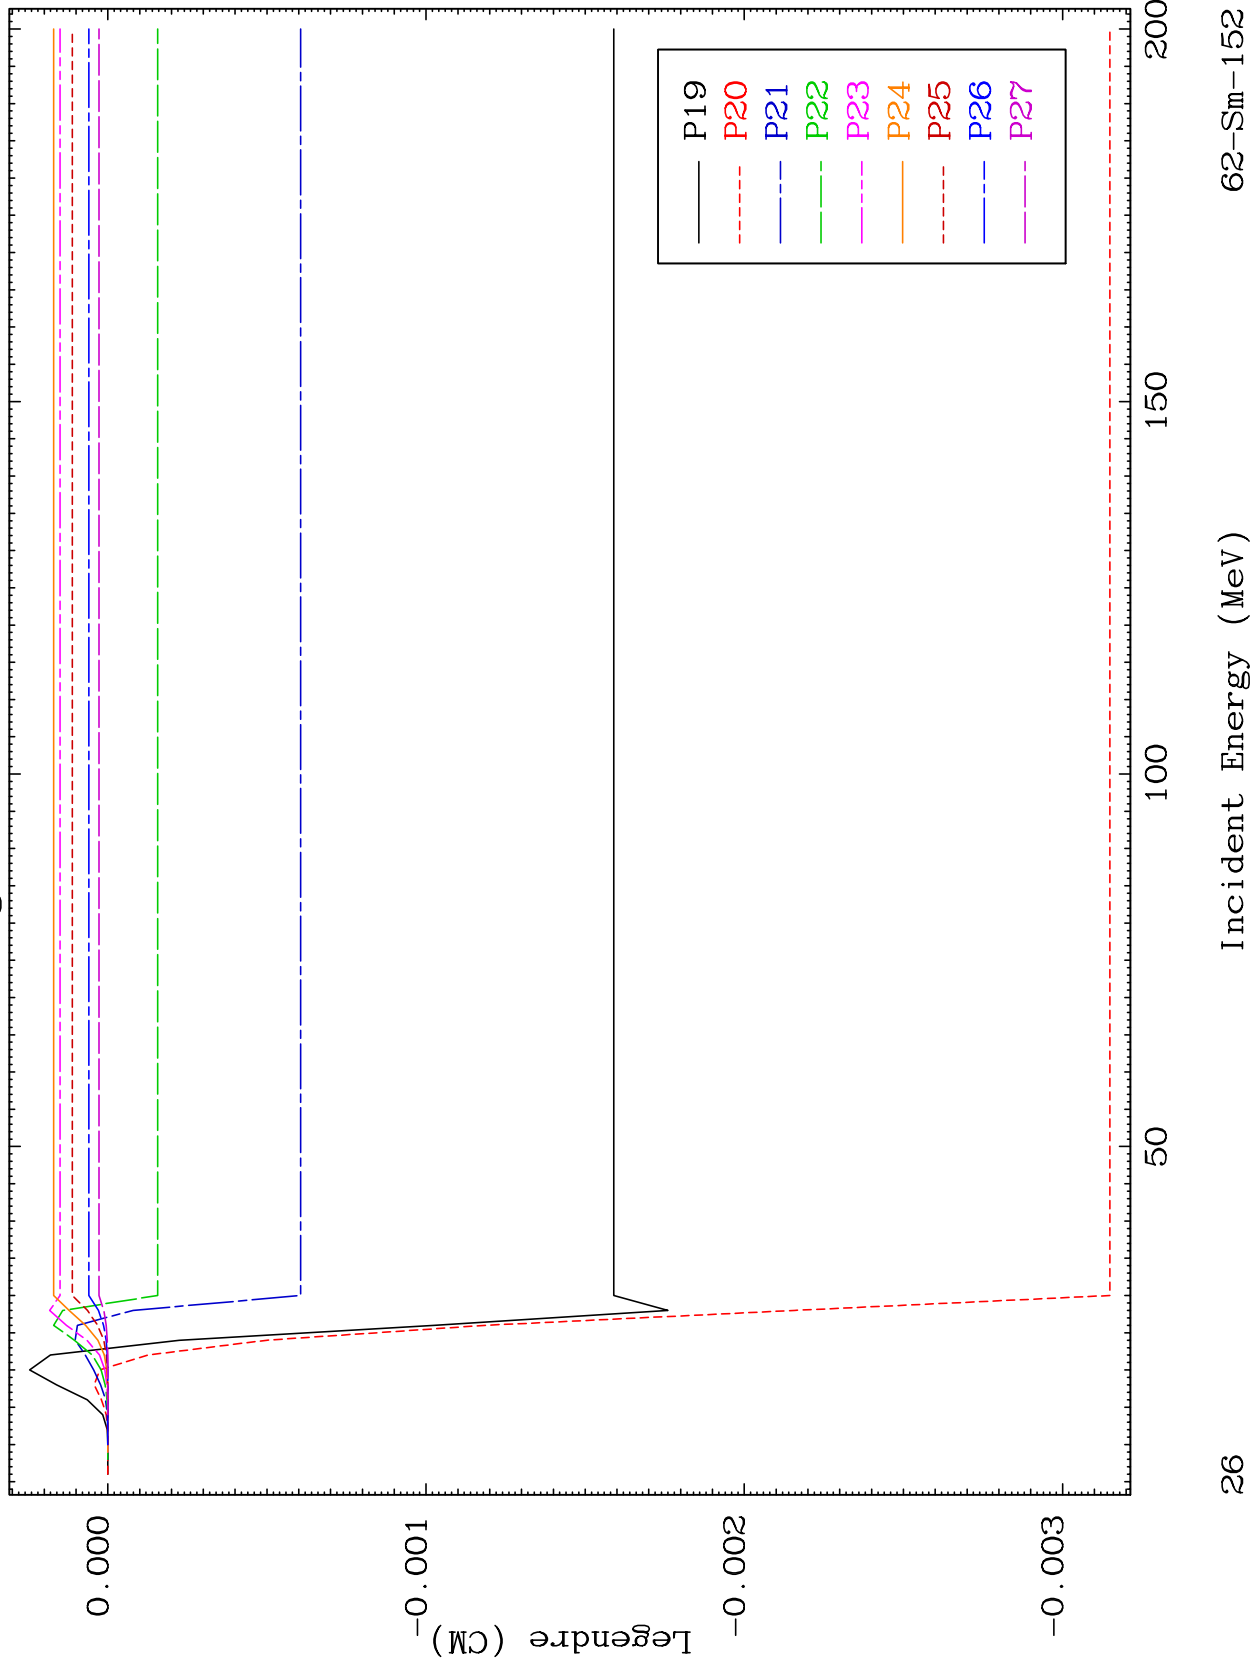 Legendre (CM)
0.000
-0.001
-0.002
-0.003
50
100
150
200
P19
P20
P21
P22
P23
P24
P25
P26
P27
26
Incident Energy (MeV)
62-Sm-152